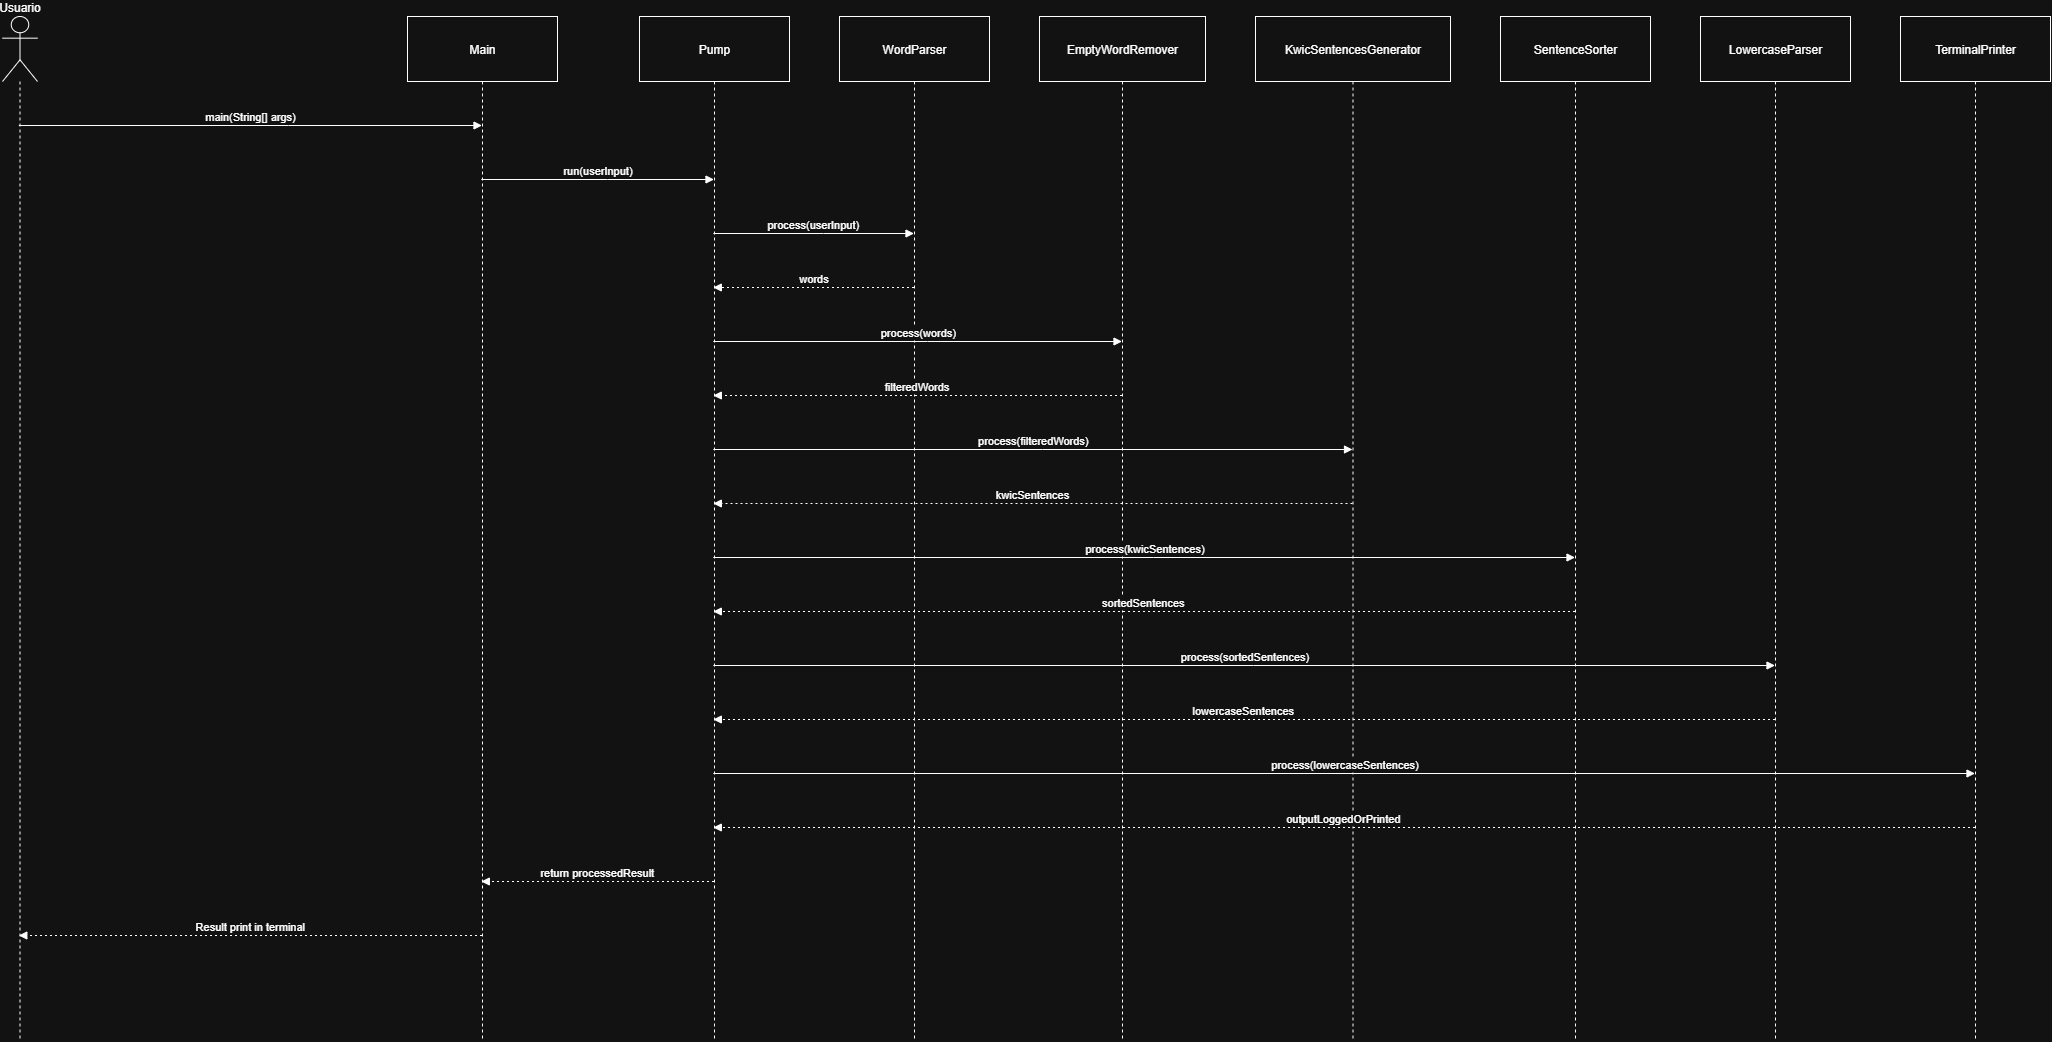 Usuario
Main
Pump
WordParser
EmptyWordRemover
KwicSentencesGenerator
SentenceSorter
LowercaseParser
TerminalPrinter
main(String[] args)
run(userInput)
process(userInput)
words
process(words)
filteredWords
process(filteredWords)
kwicSentences
process(kwicSentences)
sortedSentences
process(sortedSentences)
lowercaseSentences
process(lowercaseSentences)
outputLoggedOrPrinted
return processedResult
Result print in terminal